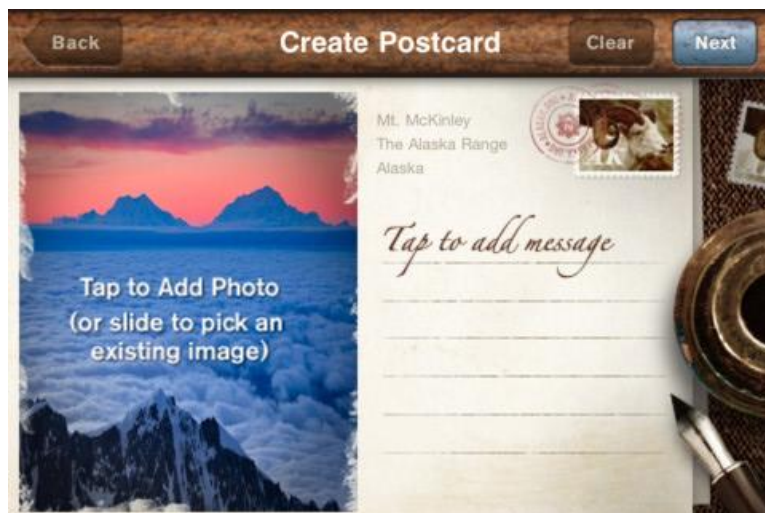 Back
Create Postcard
Clear
Next
Mt. McKinley
The Alaska Range
Alaska
Tap to add message
Tap to Add Photo
(or slide to pick an
existing image)